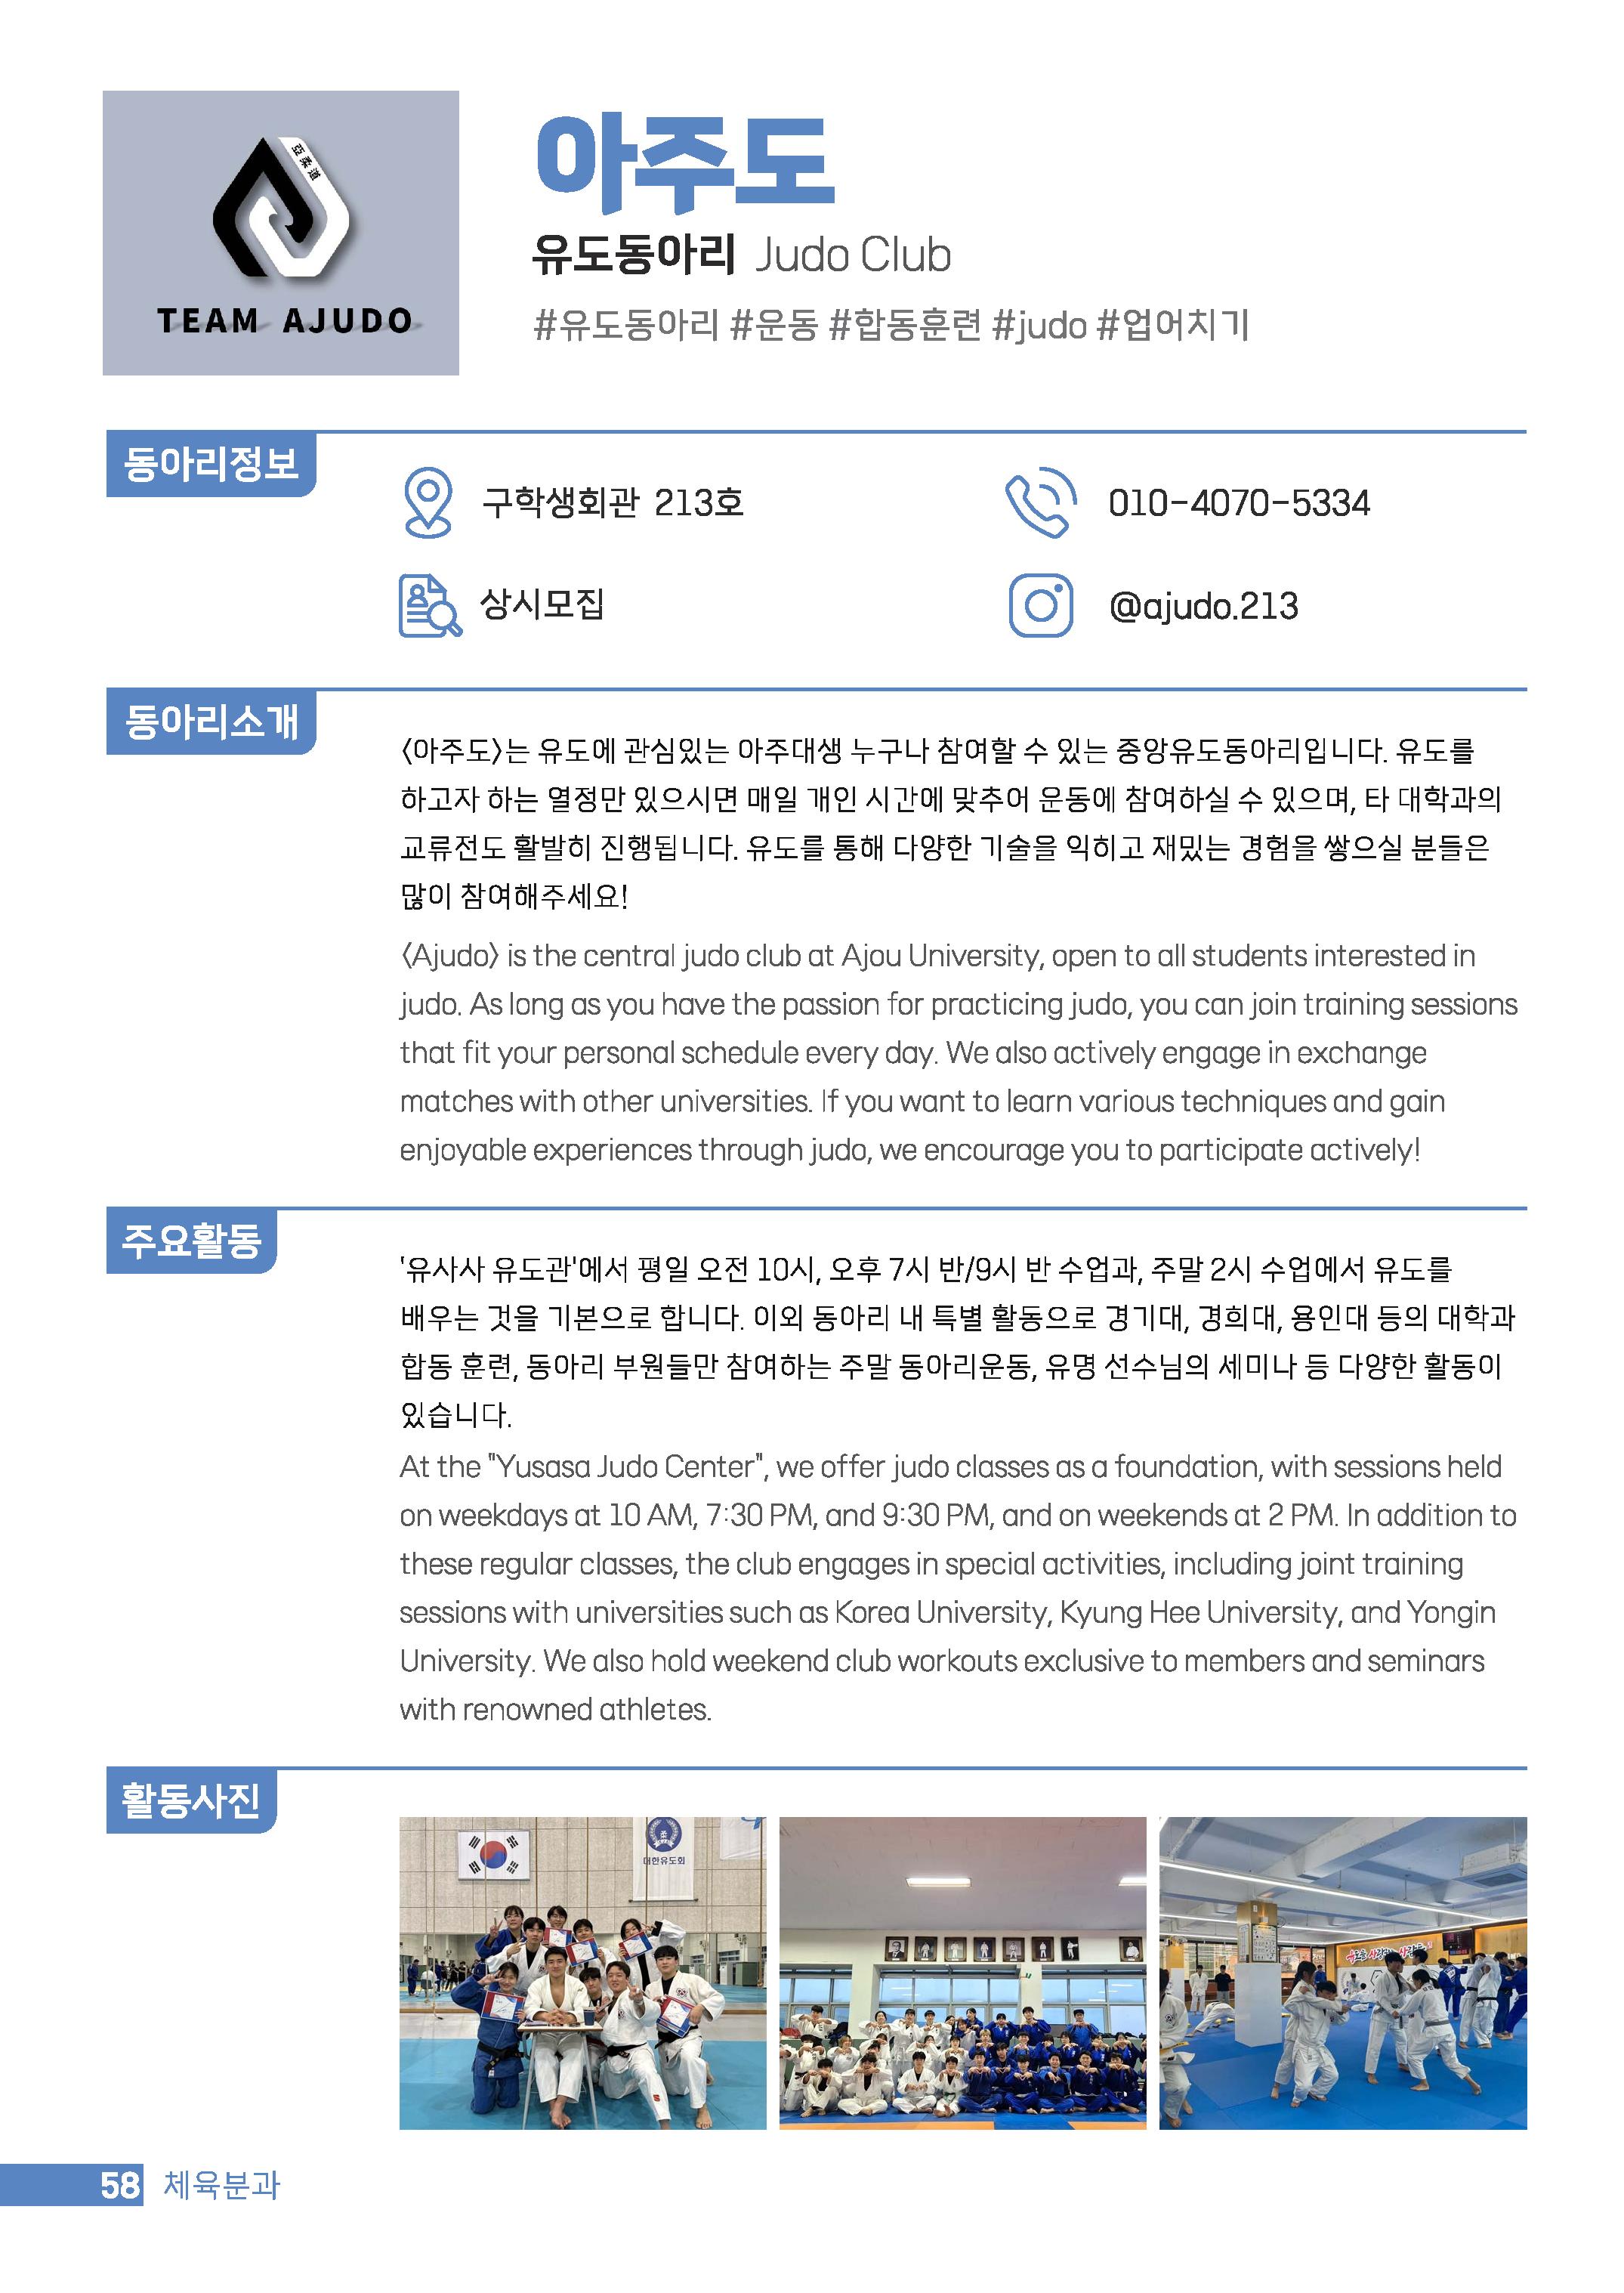 亞柔道
TEAM AJUDO
아주도
유도동아리 Judo Club
#유도동아리 #운동 #합동훈련 #judo #업어치기
동아리정보
구학생회관 213호
010-4070-5334
상시모집
@ajudo.213
동아리소개
〈아주도〉는 유도에 관심있는 아주대생 누구나 참여할 수 있는 중앙유도동아리입니다. 유도를
하고자 하는 열정만 있으시면 매일 개인 시간에 맞추어 운동에 참여하실 수 있으며, 타 대학과의
교류전도 활발히 진행됩니다. 유도를 통해 다양한 기술을 익히고 재밌는 경험을 쌓으실 분들은
많이 참여해주세요!
〈Ajudo〉 is the central judo club at Ajou University, open to all students interested in
judo. As long as you have the passion for practicing judo, you can join training sessions
that fit your personal schedule every day. We also actively engage in exchange
matches with other universities. If you want to learn various techniques and gain
enjoyable experiences through judo, we encourage you to participate actively!
주요활동
'유사사 유도관'에서 평일 오전 10시, 오후 7시 반/9시 반 수업과, 주말 2시 수업에서 유도를
배우는 것을 기본으로 합니다. 이외 동아리 내 특별 활동으로 경기대, 경희대, 용인대 등의 대학과
합동 훈련, 동아리 부원들만 참여하는 주말 동아리운동, 유명 선수님의 세미나 등 다양한 활동이
있습니다.
At the "Yusasa Judo Center", we offer judo classes as a foundation, with sessions held
on weekdays at 10 AM, 7:30 PM, and 9:30 PM, and on weekends at 2 PM. In addition to
these regular classes, the club engages in special activities, including joint training
sessions with universities such as Korea University, Kyung Hee University, and Yongin
University. We also hold weekend club workouts exclusive to members and seminars
with renowned athletes.
활동사진
대한유도회
58 체육분과